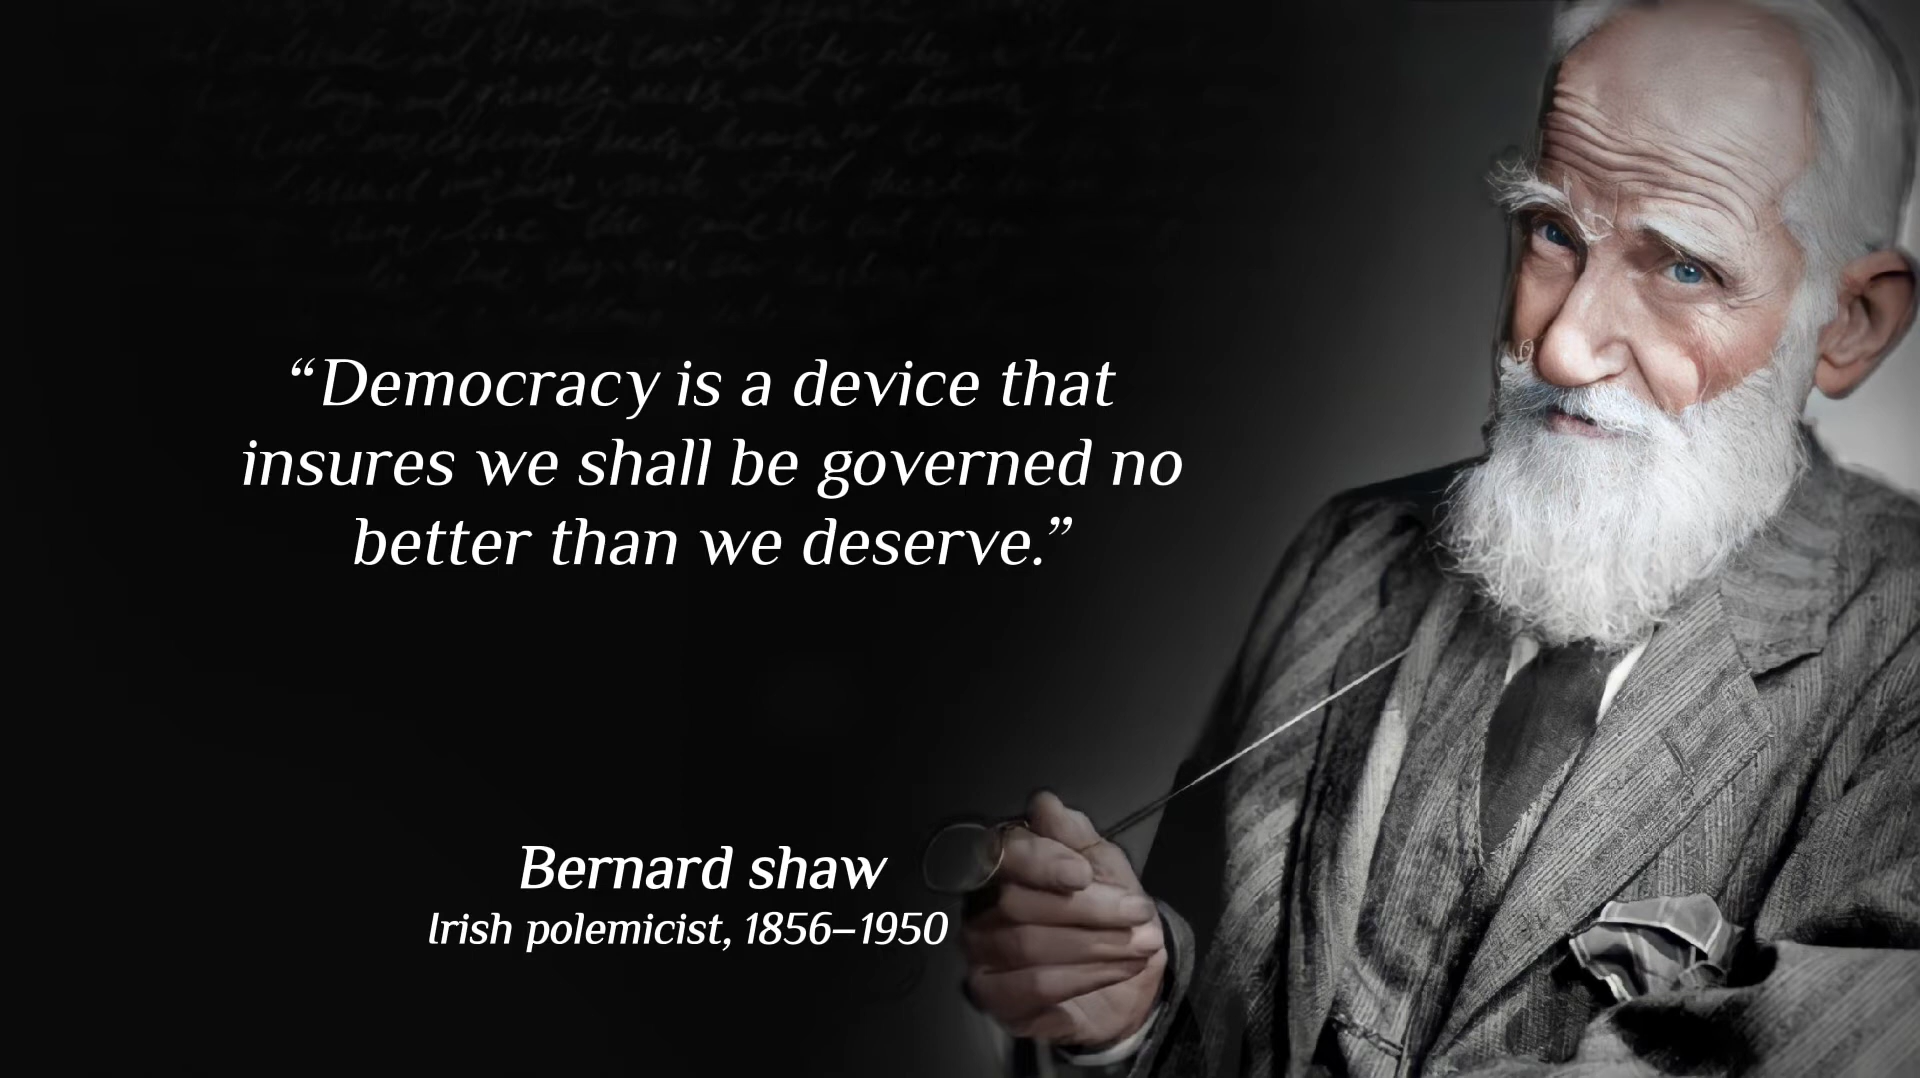 “Democracy is a device that
insures we shall be governed no
better than we deserve.”
Bernard shaw
Irish polemicist, 1856–1950